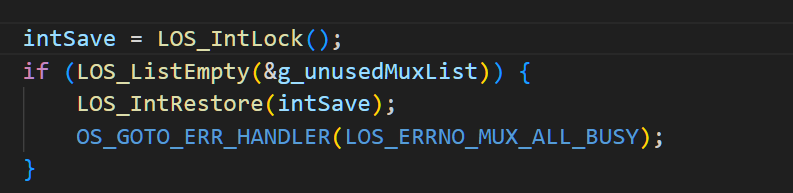 intSave = LOS_IntLock();
if (LOS_ListEmpty(&g_unusedMuxList)) {
    LOS_IntRestore(intSave);
    OS_GOTO_ERR_HANDLER(LOS_ERRNO_MUX_ALL_BUSY);
}